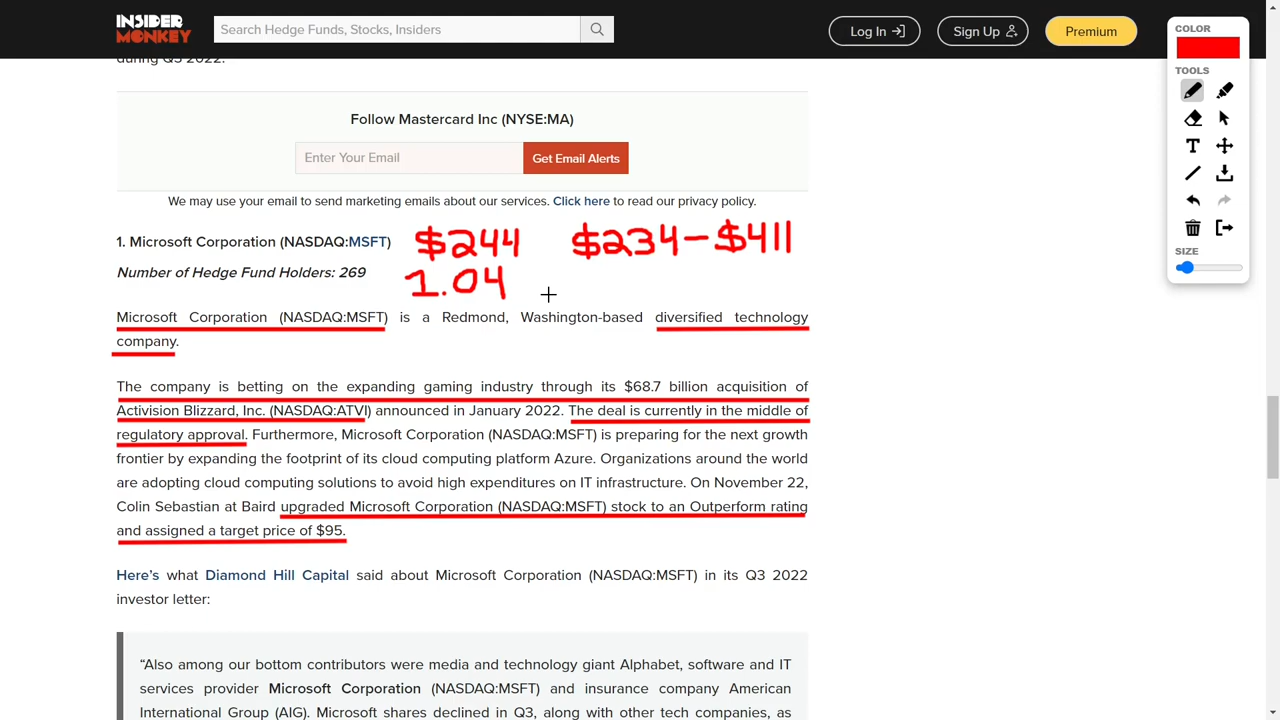 INSIDER
MONKEY
Search Hedge Funds, Stocks, Insiders
Log In
Sign Up
Premium
during Q3 2022.
Follow Mastercard Inc (NYSE:MA)
Enter Your Email
Get Email Alerts
We may use your email to send marketing emails about our services. Click here to read our privacy policy.
1. Microsoft Corporation (NASDAQ:MSFT) $244 $234-$411
Number of Hedge Fund Holders: 269 1.04
Microsoft Corporation (NASDAQ:MSFT) is a Redmond, Washington-based diversified technology
company.
The company is betting on the expanding gaming industry through its $68.7 billion acquisition of
Activision Blizzard, Inc. (NASDAQ:ATVI) announced in January 2022. The deal is currently in the middle of
regulatory approval. Furthermore, Microsoft Corporation (NASDAQ:MSFT) is preparing for the next growth
frontier by expanding the footprint of its cloud computing platform Azure. Organizations around the world
are adopting cloud computing solutions to avoid high expenditures on IT infrastructure. On November 22,
Colin Sebastian at Baird upgraded Microsoft Corporation (NASDAQ:MSFT) stock to an Outperform rating
and assigned a target price of $95.
Here's what Diamond Hill Capital said about Microsoft Corporation (NASDAQ:MSFT) in its Q3 2022
investor letter:
“Also among our bottom contributors were media and technology giant Alphabet, software and IT
services provider Microsoft Corporation (NASDAQ:MSFT) and insurance company American
International Group (AIG). Microsoft shares declined in Q3, along with other tech companies, as
COLOR
TOOLS
T
SIZE